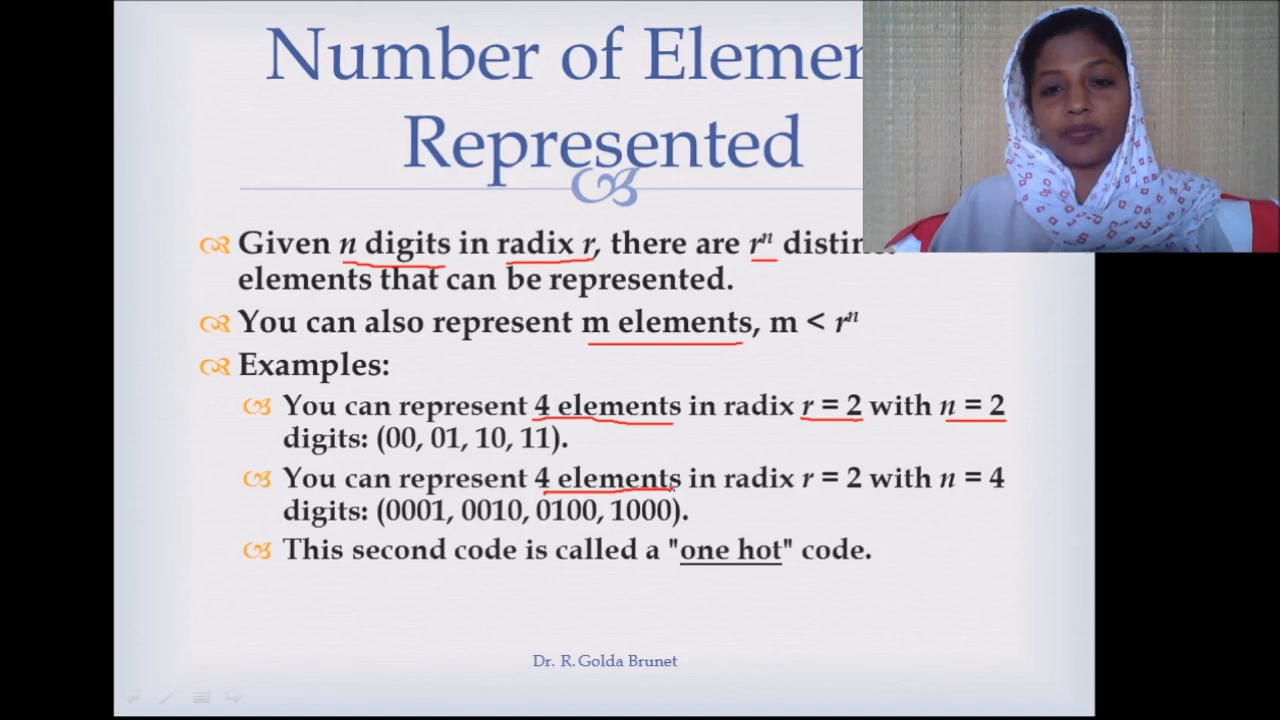 Number of Elemen
Represented
Given n digits in radix r, there are rⁿ distinc
elements that can be represented.
You can also represent m elements, m < rⁿ
Examples:
You can represent 4 elements in radix r = 2 with n = 2
digits: (00, 01, 10, 11).
You can represent 4 elements in radix r = 2 with n = 4
digits: (0001, 0010, 0100, 1000).
This second code is called a "one hot" code.
Dr. R. Golda Brunet